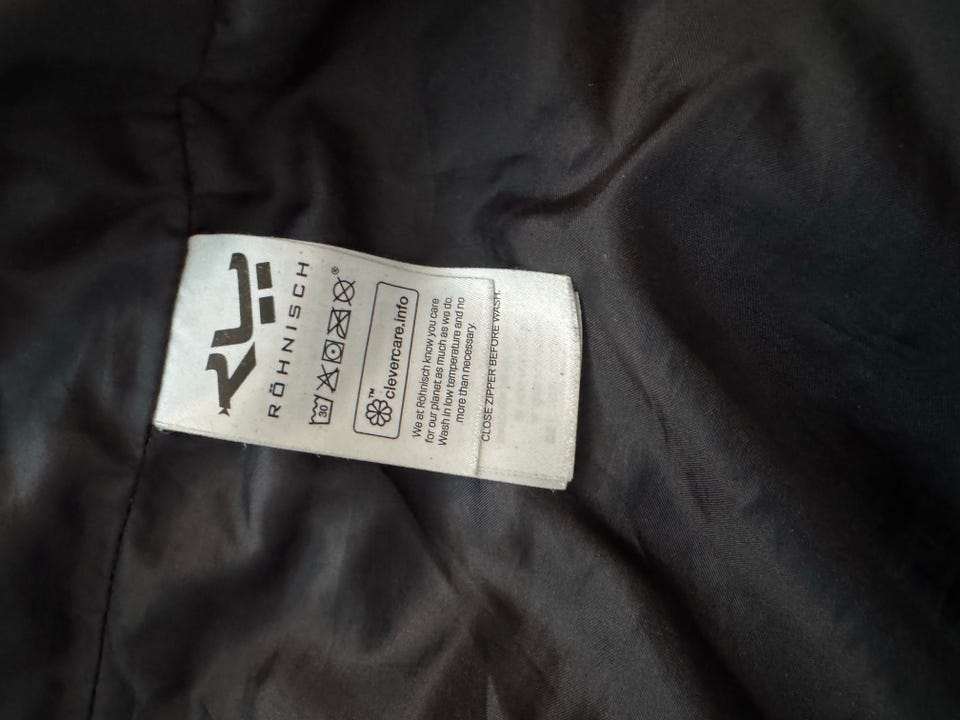 RÖHNISCH
30
®
™ clevercare.info
We at Röhnisch know you care
for our planet as much as we do.
Wash in low temperature and no
more than necessary.
CLOSE ZIPPER BEFORE WASH.